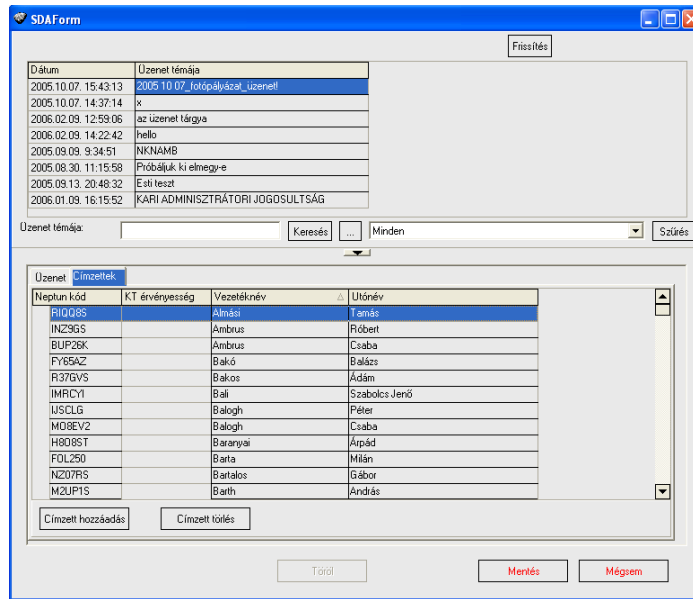 SDAForm
Frissítés
Dátum Üzenet témája
2005.10.07. 15:43:13 2005 10 07_fotópályázat_üzenet!
2005.10.07. 14:37:14 x
2006.02.09. 12:59:06 az üzenet tárgya
2006.02.09. 14:22:42 hello
2005.09.09. 9:34:51 NKNAMB
2005.08.30. 11:15:58 Próbáljuk ki elmegy-e
2005.09.13. 20:48:32 Esti teszt
2006.01.09. 16:15:52 KARI ADMINISZTRÁTORI JOGOSULTSÁG
Üzenet témája: Keresés ... Minden Szűrés
Üzenet Címzettek
Neptun kód KT érvényesség Vezetéknév Utónév
RIQQ8S Almási Tamás
INZ9GS Ambrus Róbert
BUP26K Ambrus Csaba
FY65AZ Bakó Balázs
R37GVS Bakos Ádám
IMRCYI Bali Szabolcs Jenő
IJSCLG Balogh Péter
MO8EV2 Balogh Csaba
H8O8ST Baranyai Árpád
FOL250 Barta Milán
NZ07RS Bartalos Gábor
M2UP1S Barth András
Címzett hozzáadás Címzett törlés
Töröl Mentés Mégsem